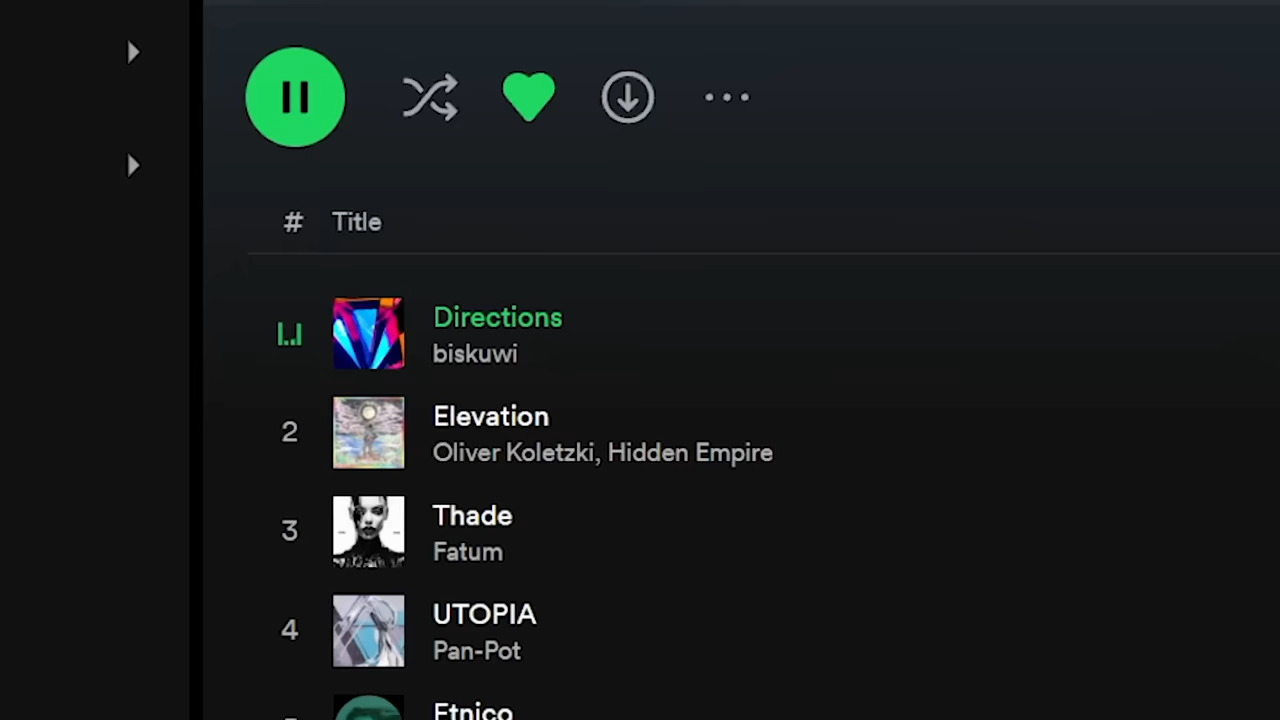 # Title
Directions
biskuwi
2
Elevation
Oliver Koletzki, Hidden Empire
3
Thade
Fatum
4
UTOPIA
Pan-Pot
Etnico